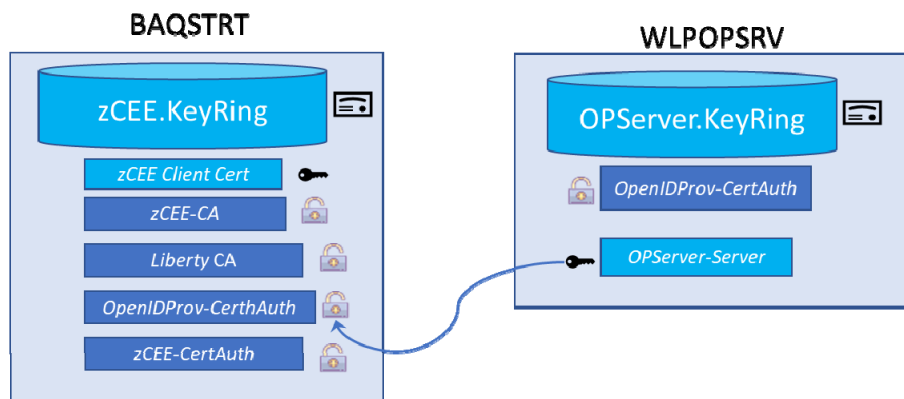 BAQSTRT
zCEE.KeyRing
zCEE Client Cert
zCEE-CA
Liberty CA
OpenIDProv-CerthAuth
zCEE-CertAuth
WLPOPSRV
OPServer.KeyRing
OpenIDProv-CertAuth
OPServer-Server